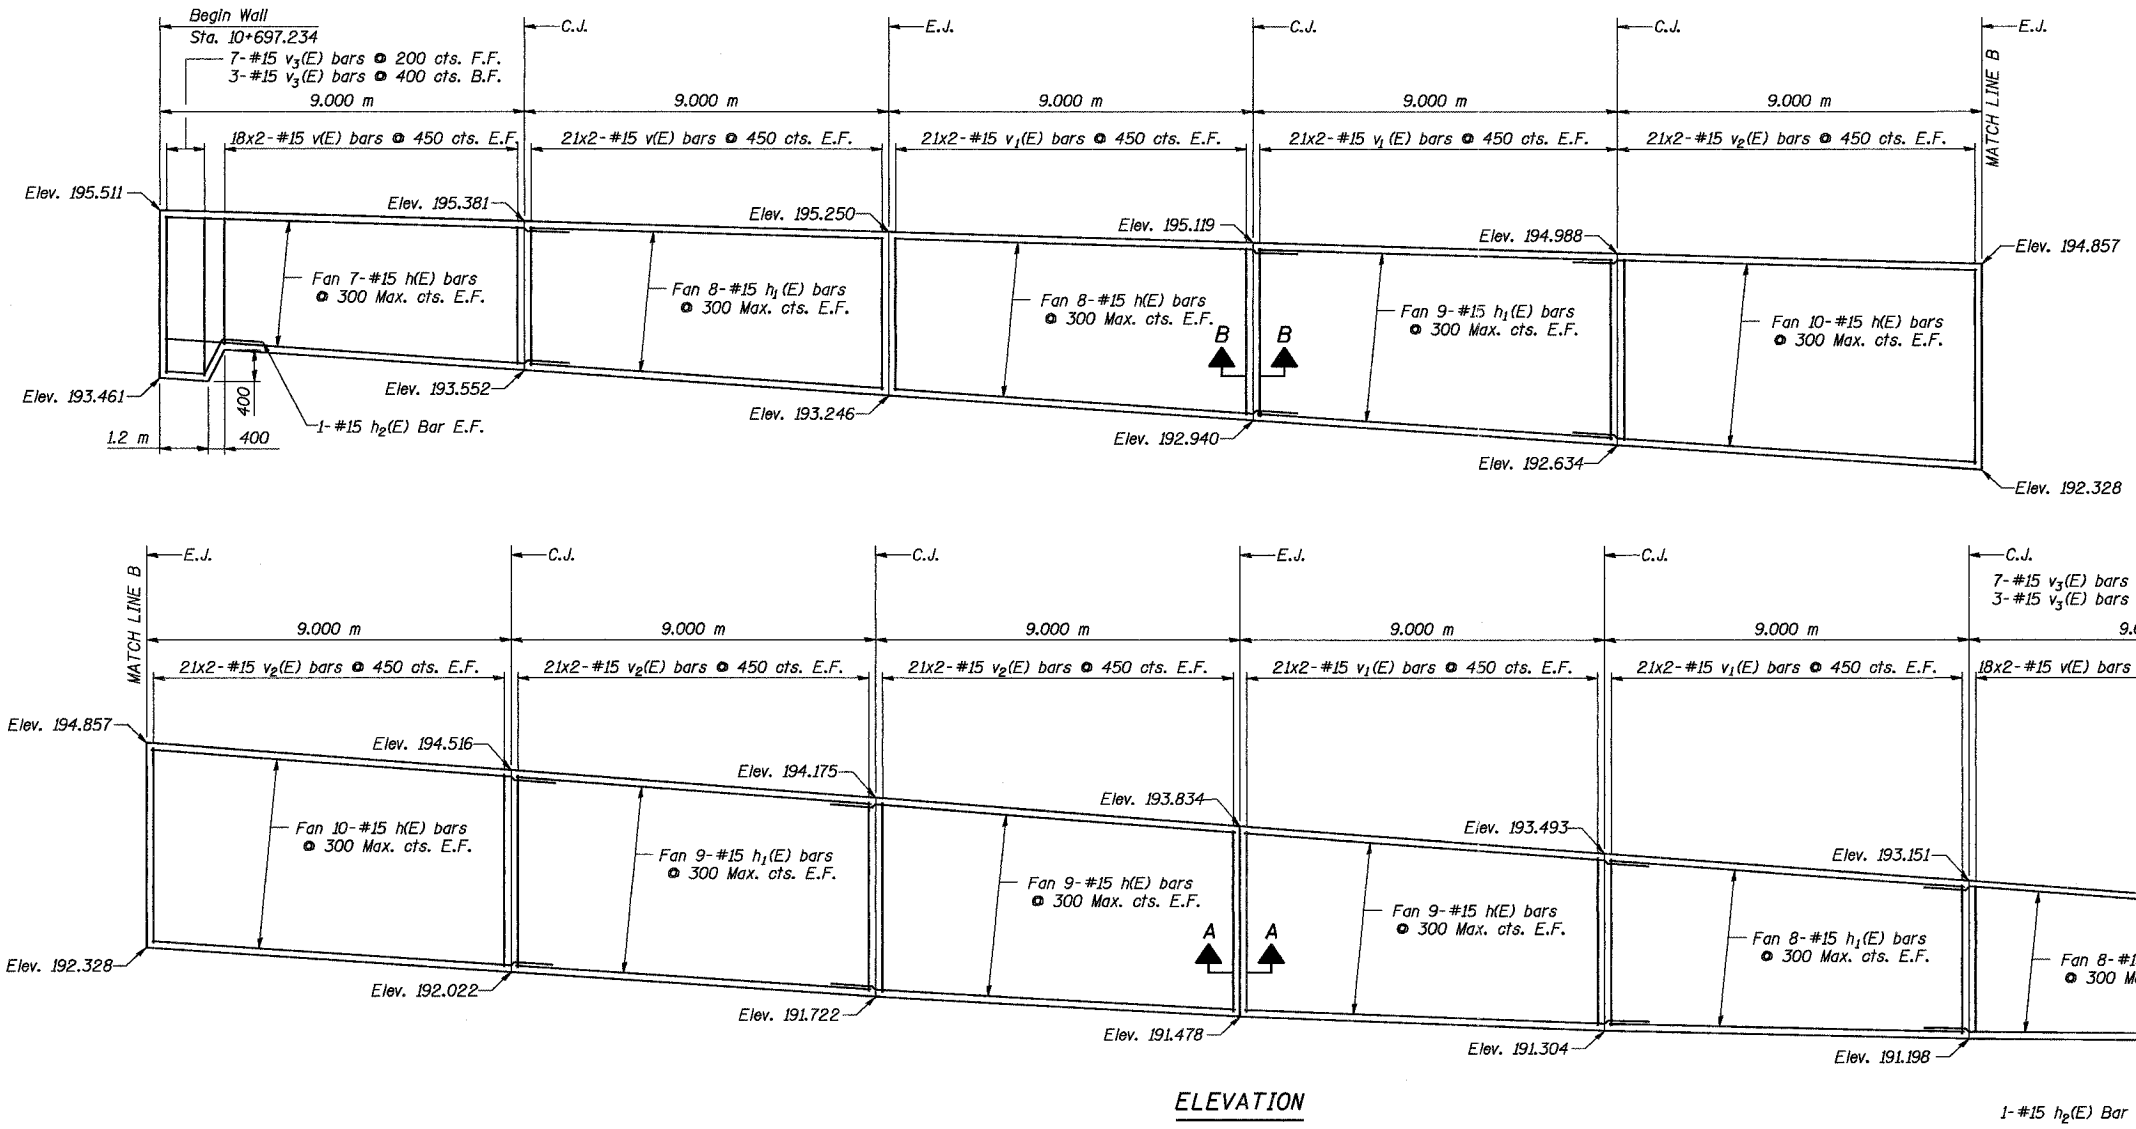 Begin Wall
Sta. 10+697.234
7-#15 v3(E) bars @ 200 cts. F.F.
3-#15 v3(E) bars @ 400 cts. B.F.
C.J.
E.J.
C.J.
C.J.
E.J.
MATCH LINE B
9.000 m
9.000 m
9.000 m
9.000 m
9.000 m
18x2-#15 v(E) bars @ 450 cts. E.F.
21x2-#15 v(E) bars @ 450 cts. E.F.
21x2-#15 v1(E) bars @ 450 cts. E.F.
21x2-#15 v1(E) bars @ 450 cts. E.F.
21x2-#15 v2(E) bars @ 450 cts. E.F.
Elev. 195.511
Elev. 195.381
Elev. 195.250
Elev. 195.119
Elev. 194.988
Elev. 194.857
Fan 7-#15 h(E) bars
@ 300 Max. cts. E.F.
Fan 8-#15 h1(E) bars
@ 300 Max. cts. E.F.
Fan 8-#15 h(E) bars
@ 300 Max. cts. E.F.
Fan 9-#15 h1(E) bars
@ 300 Max. cts. E.F.
Fan 10-#15 h(E) bars
@ 300 Max. cts. E.F.
B
B
Elev. 193.461
400
1.2 m
400
1-#15 h2(E) Bar E.F.
Elev. 193.552
Elev. 193.246
Elev. 192.940
Elev. 192.634
Elev. 192.328
MATCH LINE B
E.J.
C.J.
C.J.
E.J.
C.J.
C.J.
7-#15 v3(E) bars
3-#15 v3(E) bars
9.000 m
9.000 m
9.000 m
9.000 m
9.000 m
21x2-#15 v2(E) bars @ 450 cts. E.F.
21x2-#15 v2(E) bars @ 450 cts. E.F.
21x2-#15 v2(E) bars @ 450 cts. E.F.
21x2-#15 v1(E) bars @ 450 cts. E.F.
21x2-#15 v1(E) bars @ 450 cts. E.F.
18x2-#15 v(E) bars
Elev. 194.857
Elev. 194.516
Elev. 194.175
Elev. 193.834
Elev. 193.493
Elev. 193.151
Fan 10-#15 h(E) bars
@ 300 Max. cts. E.F.
Fan 9-#15 h1(E) bars
@ 300 Max. cts. E.F.
Fan 9-#15 h(E) bars
@ 300 Max. cts. E.F.
Fan 9-#15 h(E) bars
@ 300 Max. cts. E.F.
Fan 8-#15 h1(E) bars
@ 300 Max. cts. E.F.
Fan 8-#1
@ 300
A
A
Elev. 192.328
Elev. 192.022
Elev. 191.722
Elev. 191.478
Elev. 191.304
Elev. 191.198
ELEVATION
1-#15 h2(E) Bar